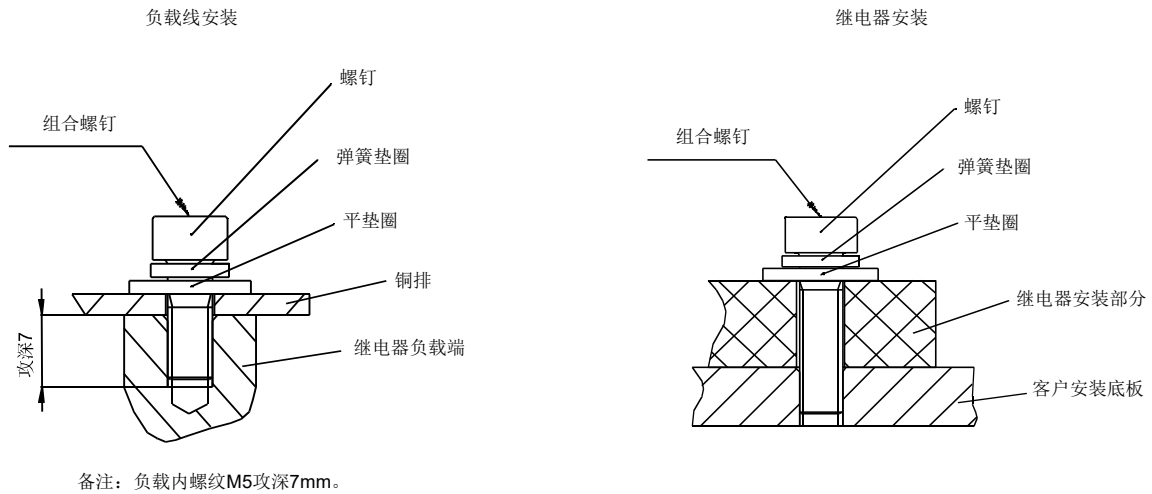 负载线安装
螺钉
组合螺钉
弹簧垫圈
平垫圈
铜排
攻深7
继电器负载端
备注：负载内螺纹M5攻深7mm。
继电器安装
螺钉
组合螺钉
弹簧垫圈
平垫圈
继电器安装部分
客户安装底板